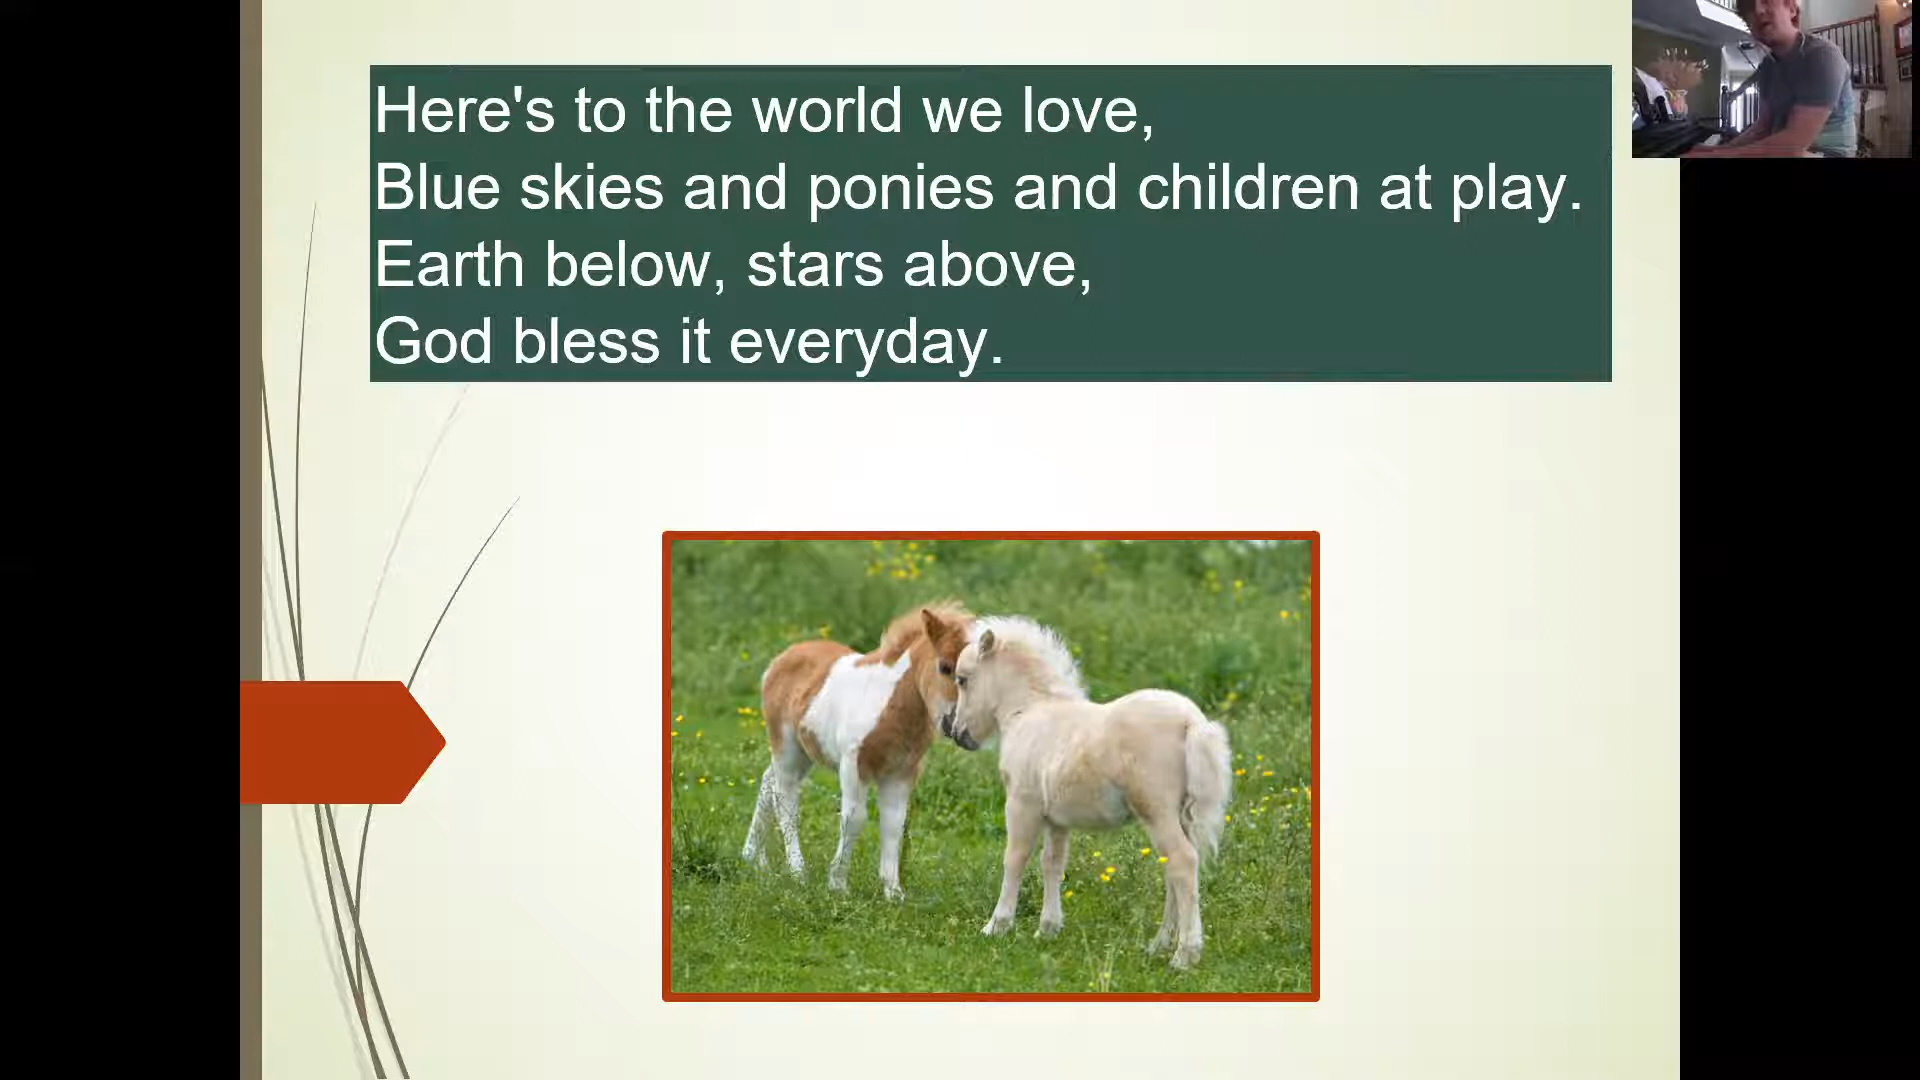 Here's to the world we love,
Blue skies and ponies and children at play.
Earth below, stars above,
God bless it everyday.